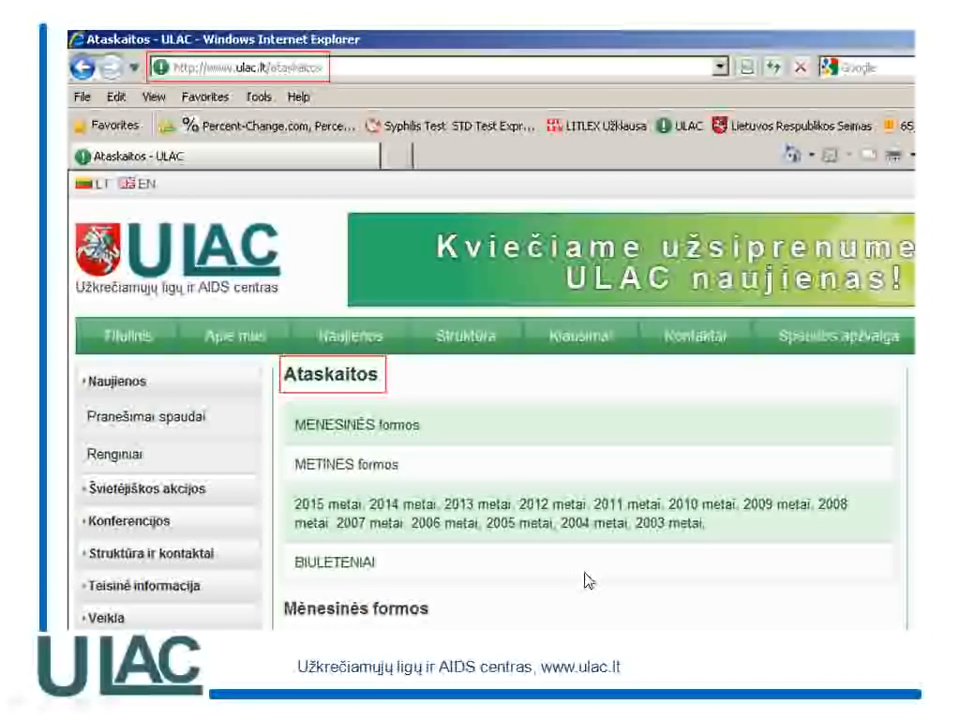 Ataskaitos - ULAC - Windows Internet Explorer
http://www.ulac.lt/ataskaitos
Google
File Edit View Favorites Tools Help
Favorites Percent-Change.com, Perce... Syphilis Test STD Test Expr... LITLEX Užklausa ULAC Lietuvos Respublikos Seimas 65
Ataskaitos - ULAC
LT EN
ULAC
Užkrečiamųjų ligų ir AIDS centras
Kviečiame užsiprenume
ULAC naujienas!
Titulinis Apie mus Naujienos Struktūra Klausimai Kontaktai Spaudos apžvalga
Naujienos
Pranešimai spaudai
Renginiai
Švietėjiškos akcijos
Konferencijos
Struktūra ir kontaktai
Teisinė informacija
Veikla
Ataskaitos
MĖNESINĖS formos
METINĖS formos
2015 metai, 2014 metai, 2013 metai, 2012 metai, 2011 metai, 2010 metai, 2009 metai, 2008
metai, 2007 metai, 2006 metai, 2005 metai, 2004 metai, 2003 metai,
BIULETENIAI
Mėnesinės formos
ULAC
Užkrečiamųjų ligų ir AIDS centras, www.ulac.lt